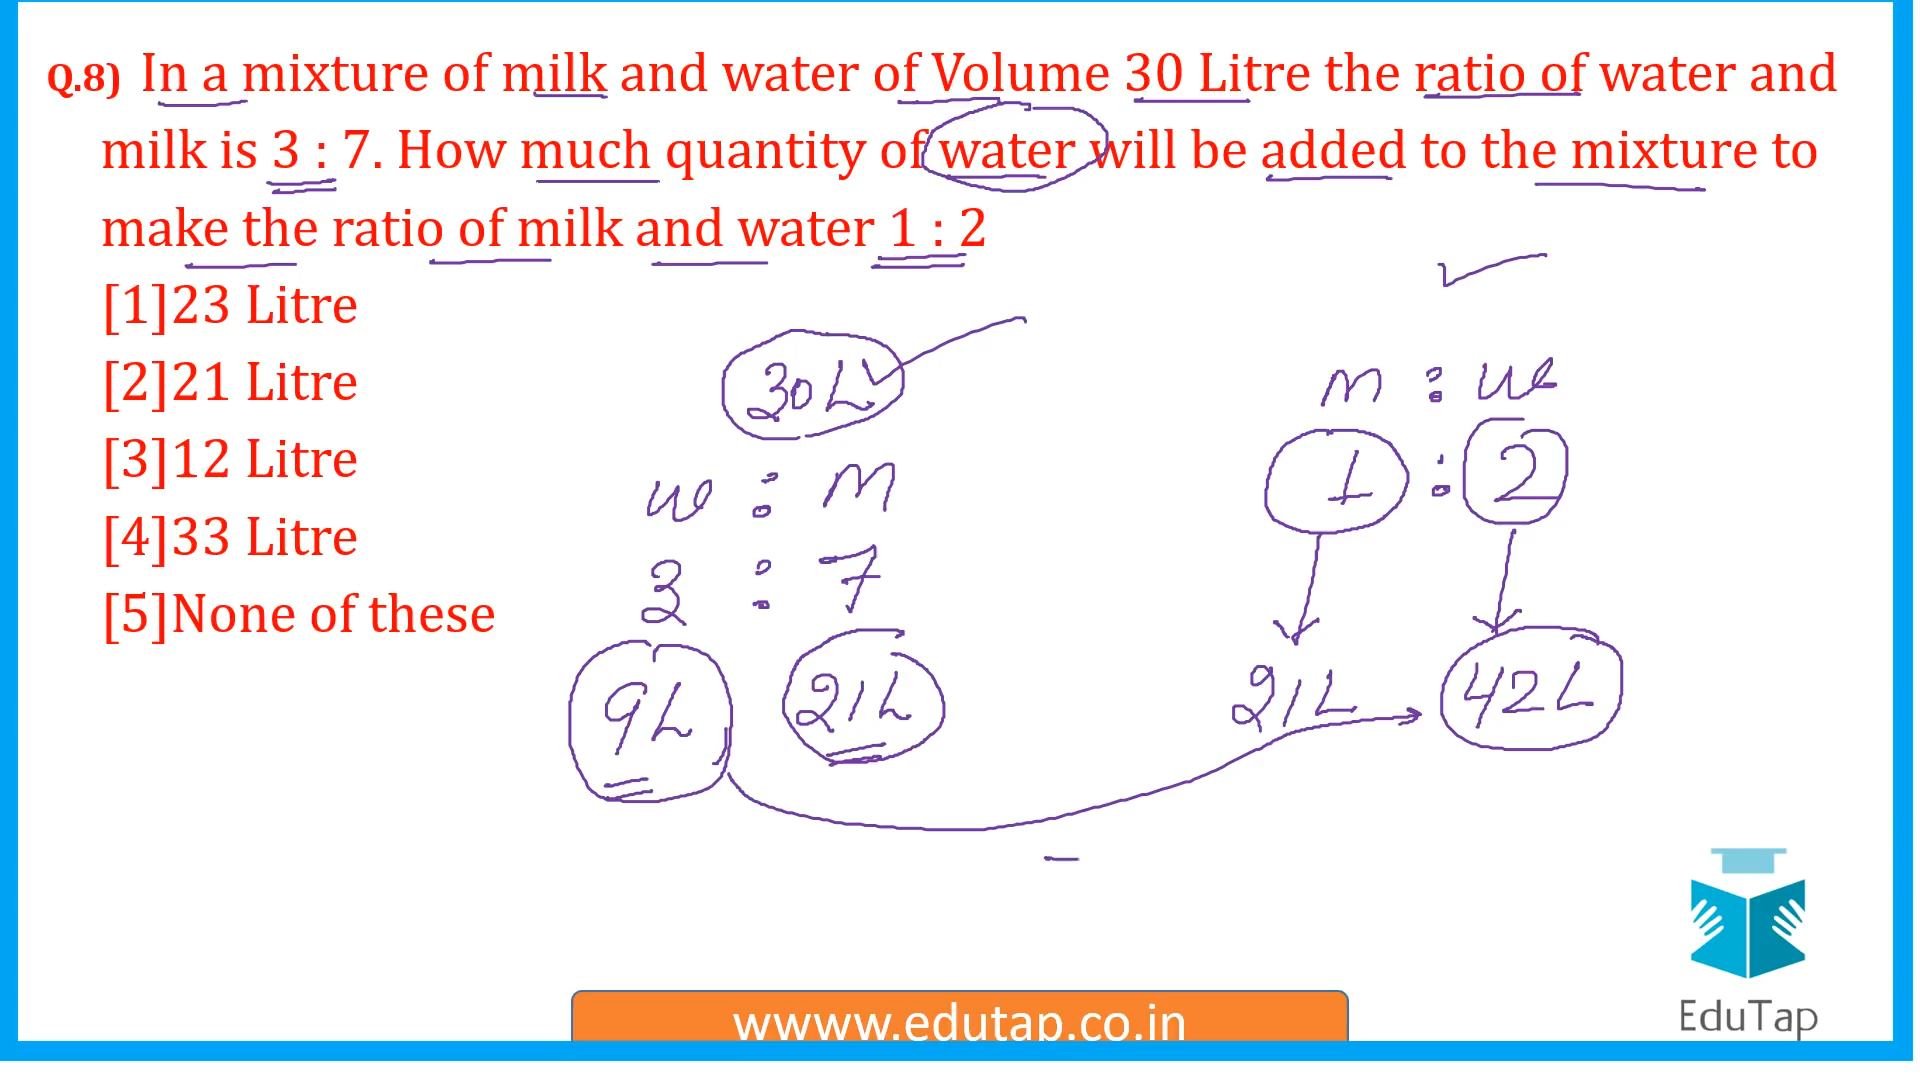 Q.8) In a mixture of milk and water of Volume 30 Litre the ratio of water and
milk is 3 : 7. How much quantity of water will be added to the mixture to
make the ratio of milk and water 1 : 2
[1]23 Litre
[2]21 Litre
[3]12 Litre
[4]33 Litre
[5]None of these
30L
w : M
3 : 7
9L 21L
m : w
1 : 2
21L 42L
EduTap
wwww.edutap.co.in